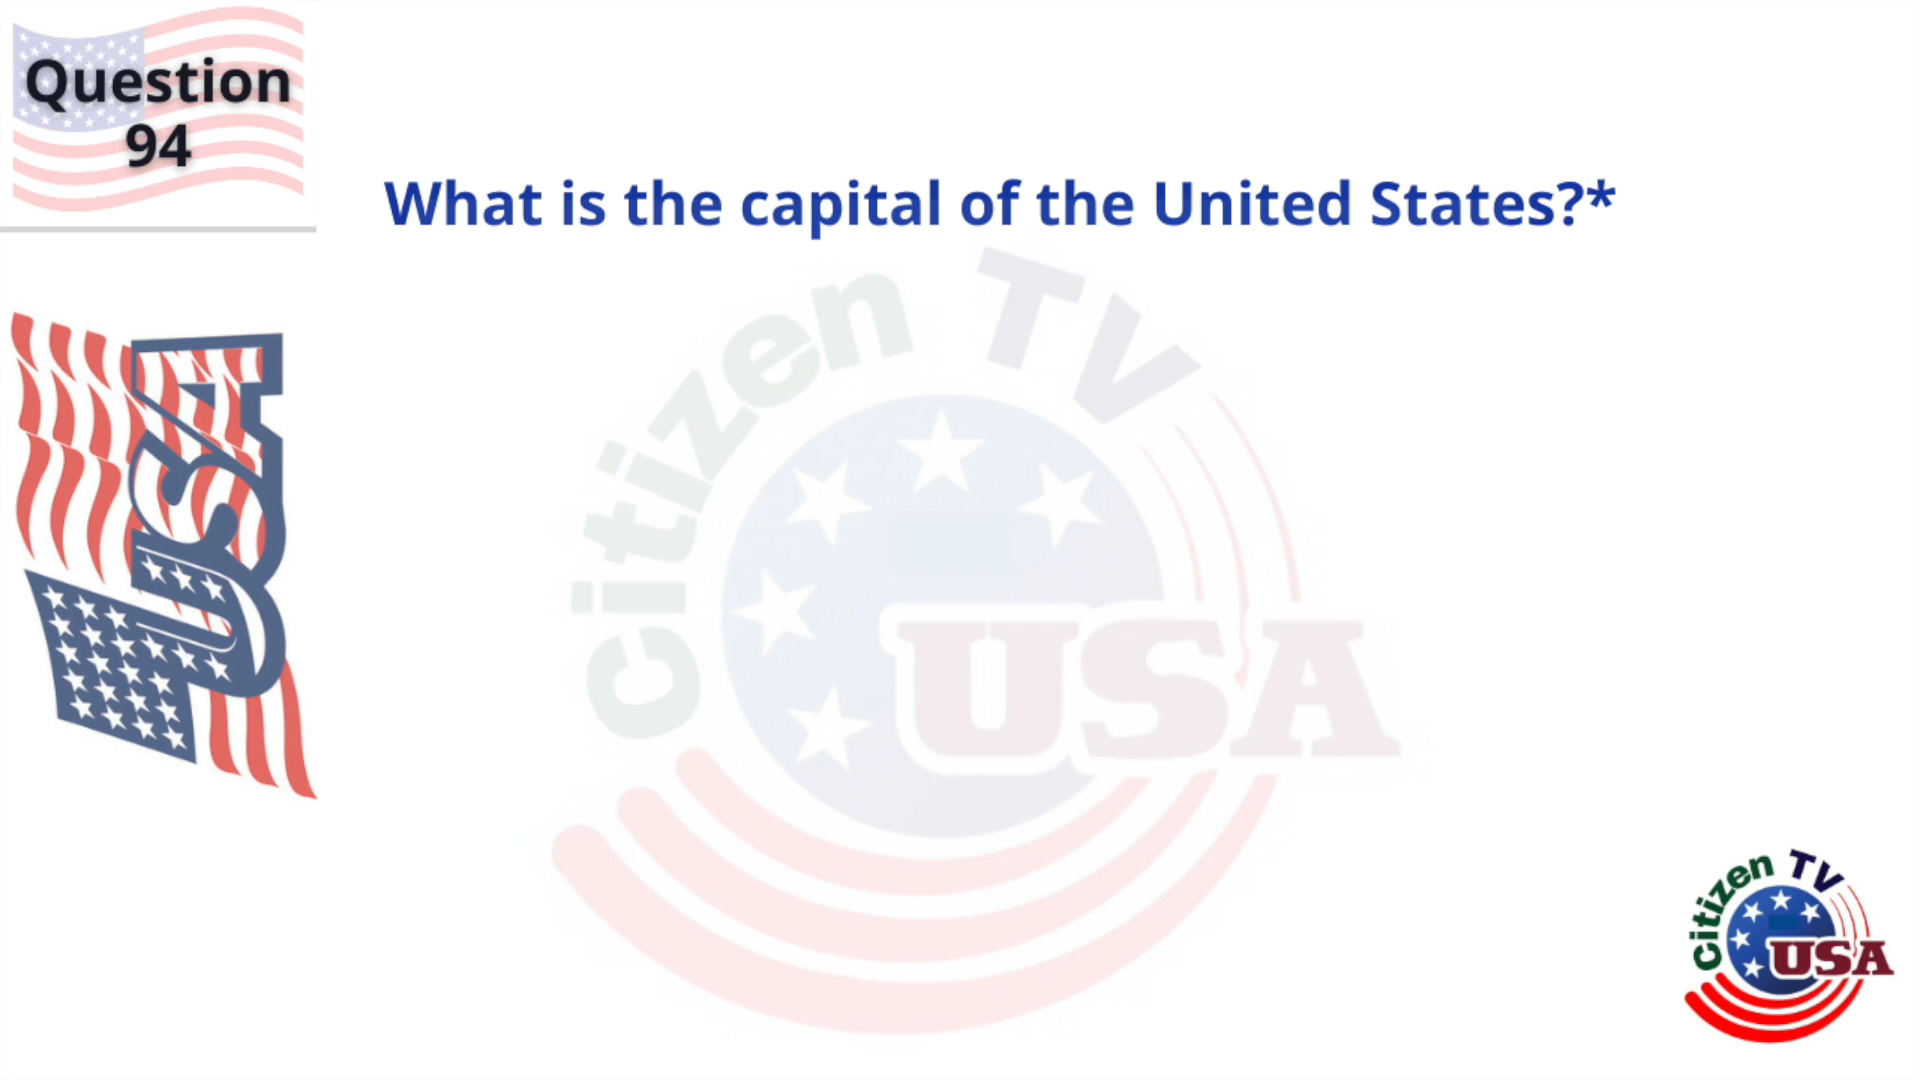 Question
94
What is the capital of the United States?*
citizen TV
USA
USA
citizen TV
USA